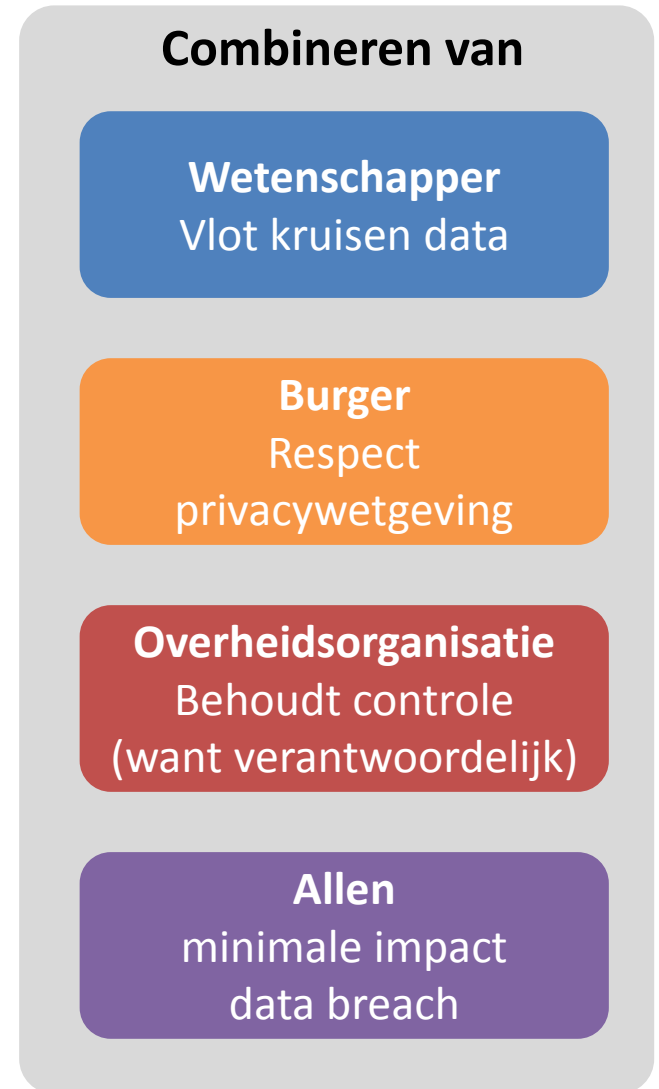 Combineren van
Wetenschapper
Vlot kruisen data
Burger
Respect
privacywetgeving
Overheidsorganisatie
Behoudt controle
(want verantwoordelijk)
Allen
minimale impact
data breach